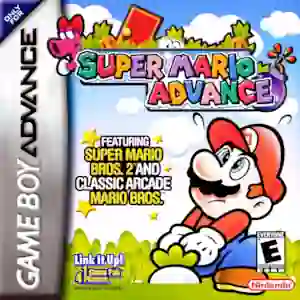 ONLY
FOR
GAME BOY ADVANCE
SUPER MARIO
ADVANCE
FEATURING
SUPER MARIO
BROS. 2 AND
CLASSIC ARCADE
MARIO BROS.
Link It Up!
EVERYONE
E
Nintendo